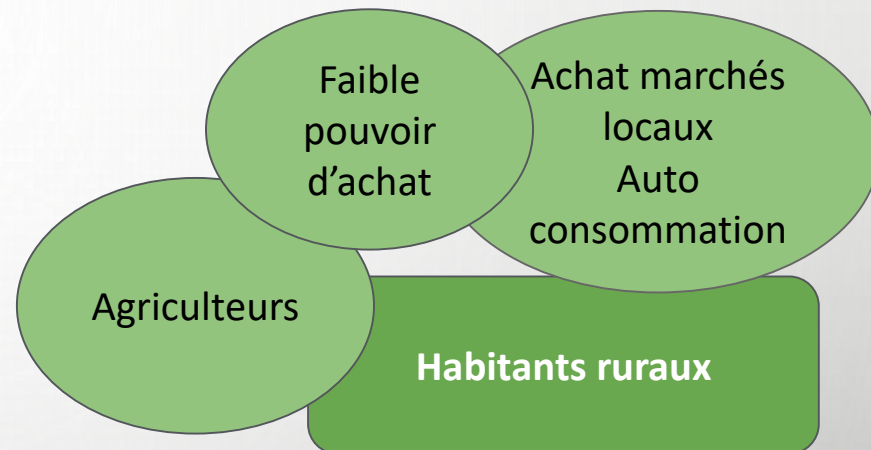 Faible
pouvoir
d’achat
Achat marchés
locaux
Auto
consommation
Agriculteurs
Habitants ruraux